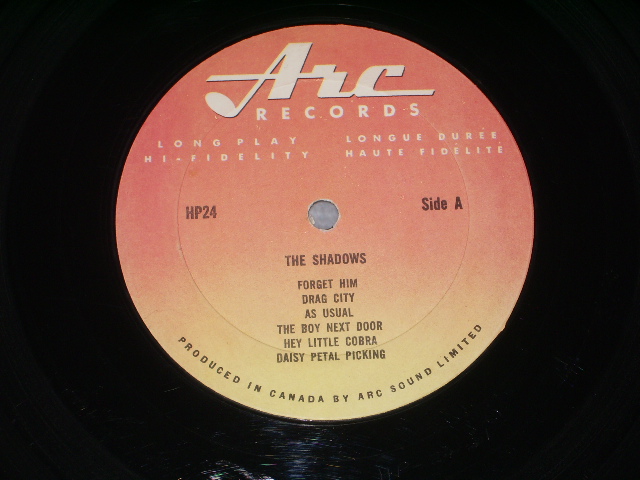 Arc
RECORDS
LONG PLAY LONGUE DUREE
HI-FIDELITY HAUTE FIDELITE
HP24 Side A
THE SHADOWS
FORGET HIM
DRAG CITY
AS USUAL
THE BOY NEXT DOOR
HEY LITTLE COBRA
DAISY PETAL PICKING
PRODUCED IN CANADA BY ARC SOUND LIMITED